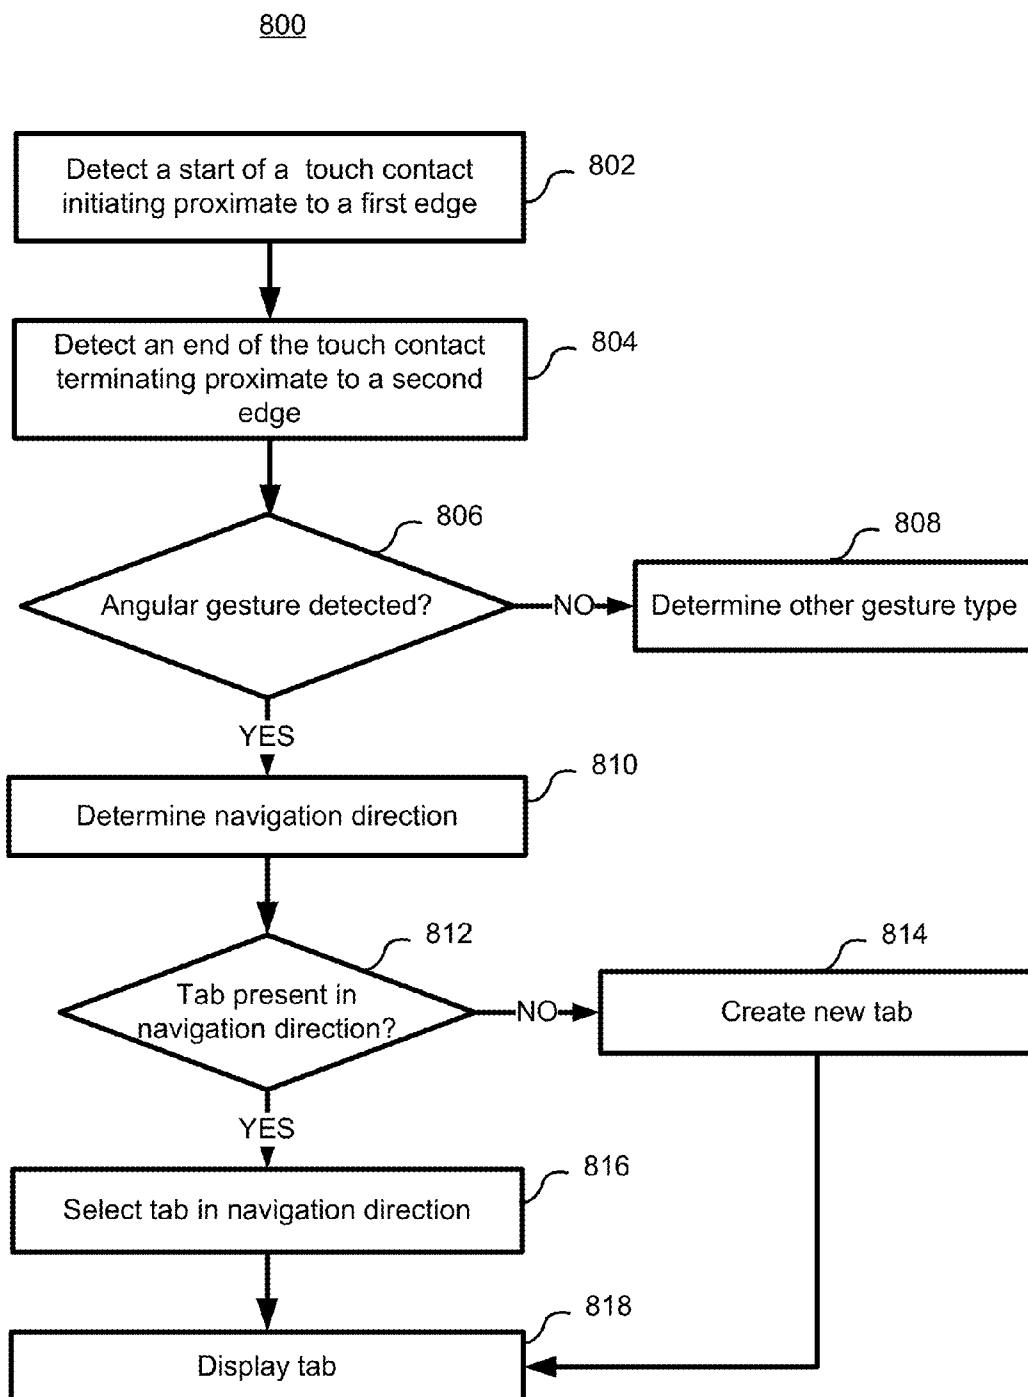 800
Detect a start of a touch contact
initiating proximate to a first edge
802
Detect an end of the touch contact
terminating proximate to a second
edge
804
Angular gesture detected?
806
NO
808
Determine other gesture type
YES
Determine navigation direction
810
Tab present in
navigation direction?
812
NO
814
Create new tab
YES
Select tab in navigation direction
816
Display tab
818